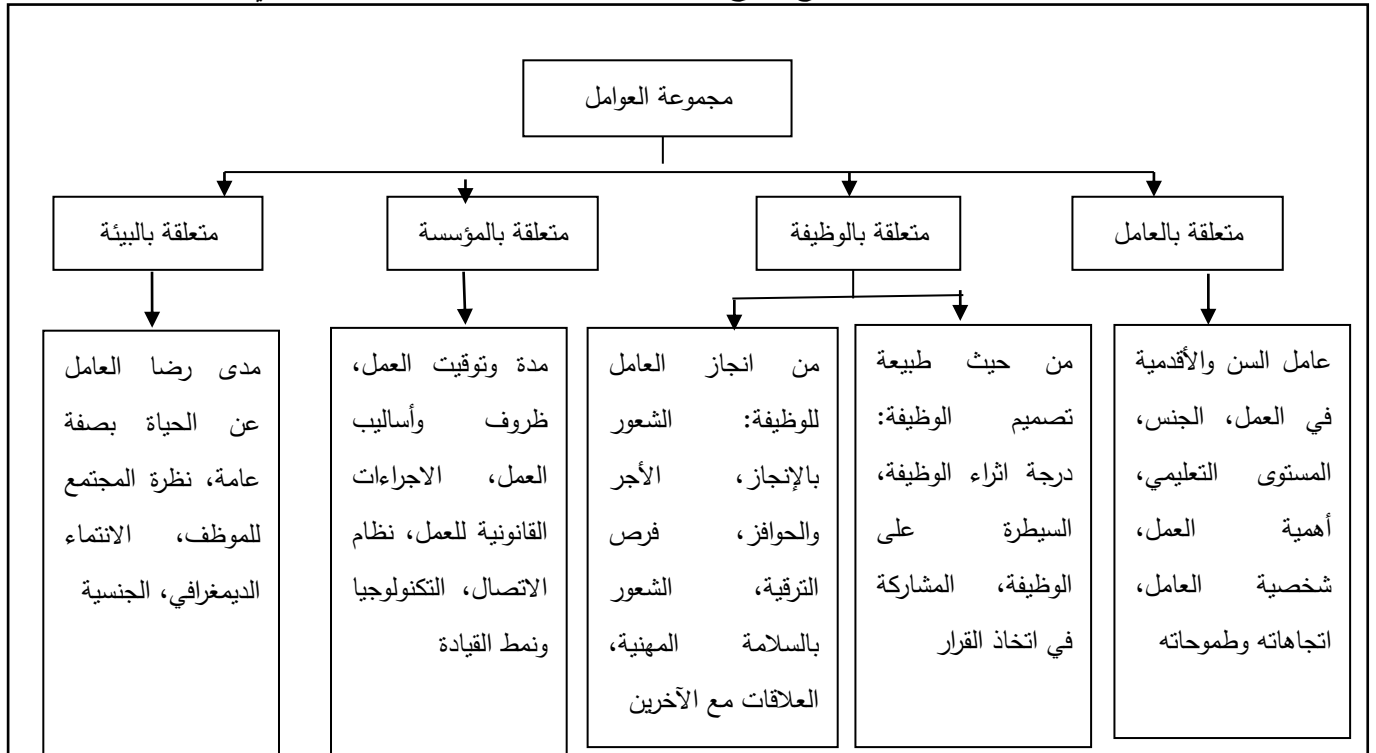 مجموعة العوامل
متعلقة بالعامل
متعلقة بالوظيفة
متعلقة بالمؤسسة
متعلقة بالبيئة
عامل السن والأقدمية
في العمل، الجنس،
المستوى التعليمي،
أهمية العمل،
شخصية العامل،
اتجاهاته وطموحاته
من حيث طبيعة
تصميم الوظيفة:
درجة اثراء الوظيفة،
السيطرة على
الوظيفة، المشاركة
في اتخاذ القرار
من انجاز العامل
للوظيفة: الشعور
بالإنجاز، الأجر
والحوافز، فرص
الترقية، الشعور
بالسلامة المهنية،
العلاقات مع الآخرين
مدة وتوقيت العمل،
ظروف وأساليب
العمل، الاجراءات
القانونية للعمل، نظام
الاتصال، التكنولوجيا
ونمط القيادة
مدى رضا العامل
عن الحياة بصفة
عامة، نظرة المجتمع
للموظف، الانتماء
الديمغرافي، الجنسية